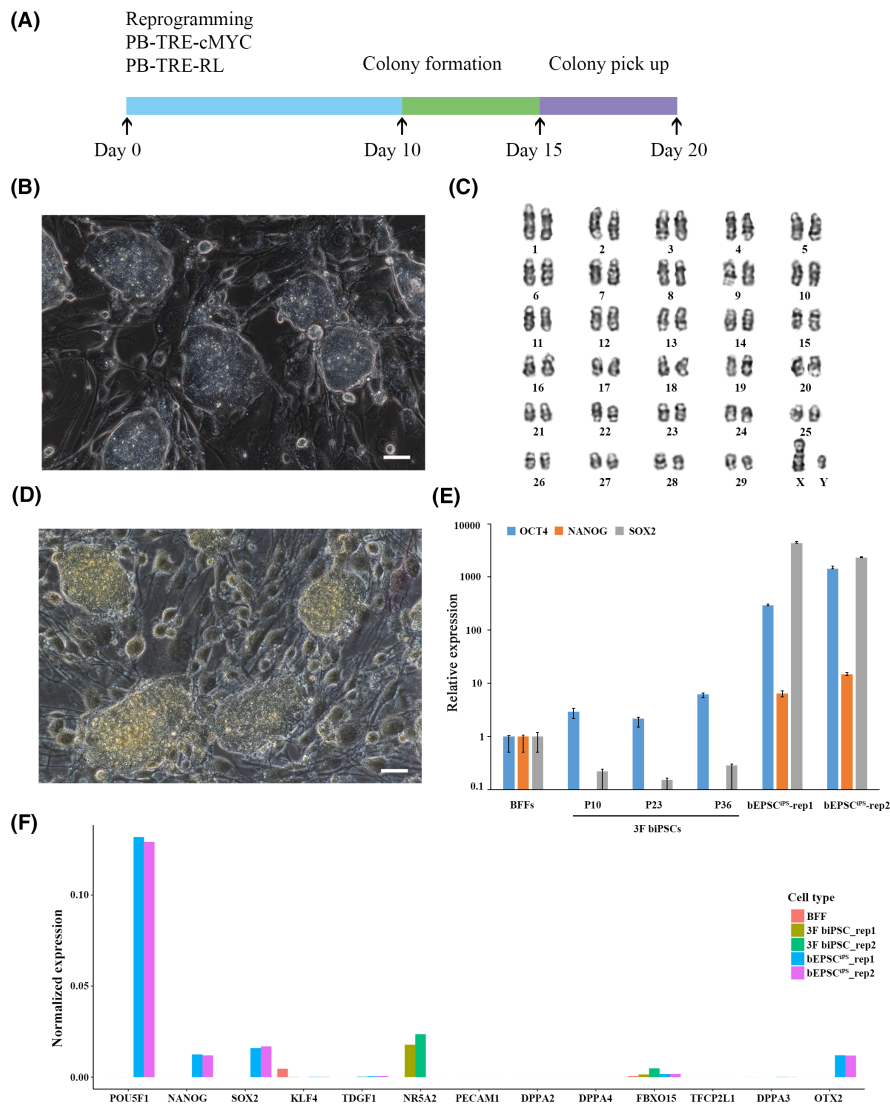 (A)
Reprogramming
PB-TRE-cMYC
PB-TRE-RL
Colony formation
Colony pick up
Day 0
Day 10
Day 15
Day 20
(B)
(C)
1 2 3 4 5
6 7 8 9 10
11 12 13 14 15
16 17 18 19 20
21 22 23 24 25
26 27 28 29 X Y
(D)
(E)
OCT4 NANOG SOX2
Relative expression
10000
1000
100
10
1
0.1
BFFs P10 P23 P36 bEPSCiPS-rep1 bEPSCiPS-rep2
3F biPSCs
(F)
Normalized expression
0.10
0.05
0.00
Cell type
BFF
3F biPSC_rep1
3F biPSC_rep2
bEPSCiPS_rep1
bEPSCiPS_rep2
POU5F1 NANOG SOX2 KLF4 TDGF1 NR5A2 PECAM1 DPPA2 DPPA4 FBXO15 TFCP2L1 DPPA3 OTX2